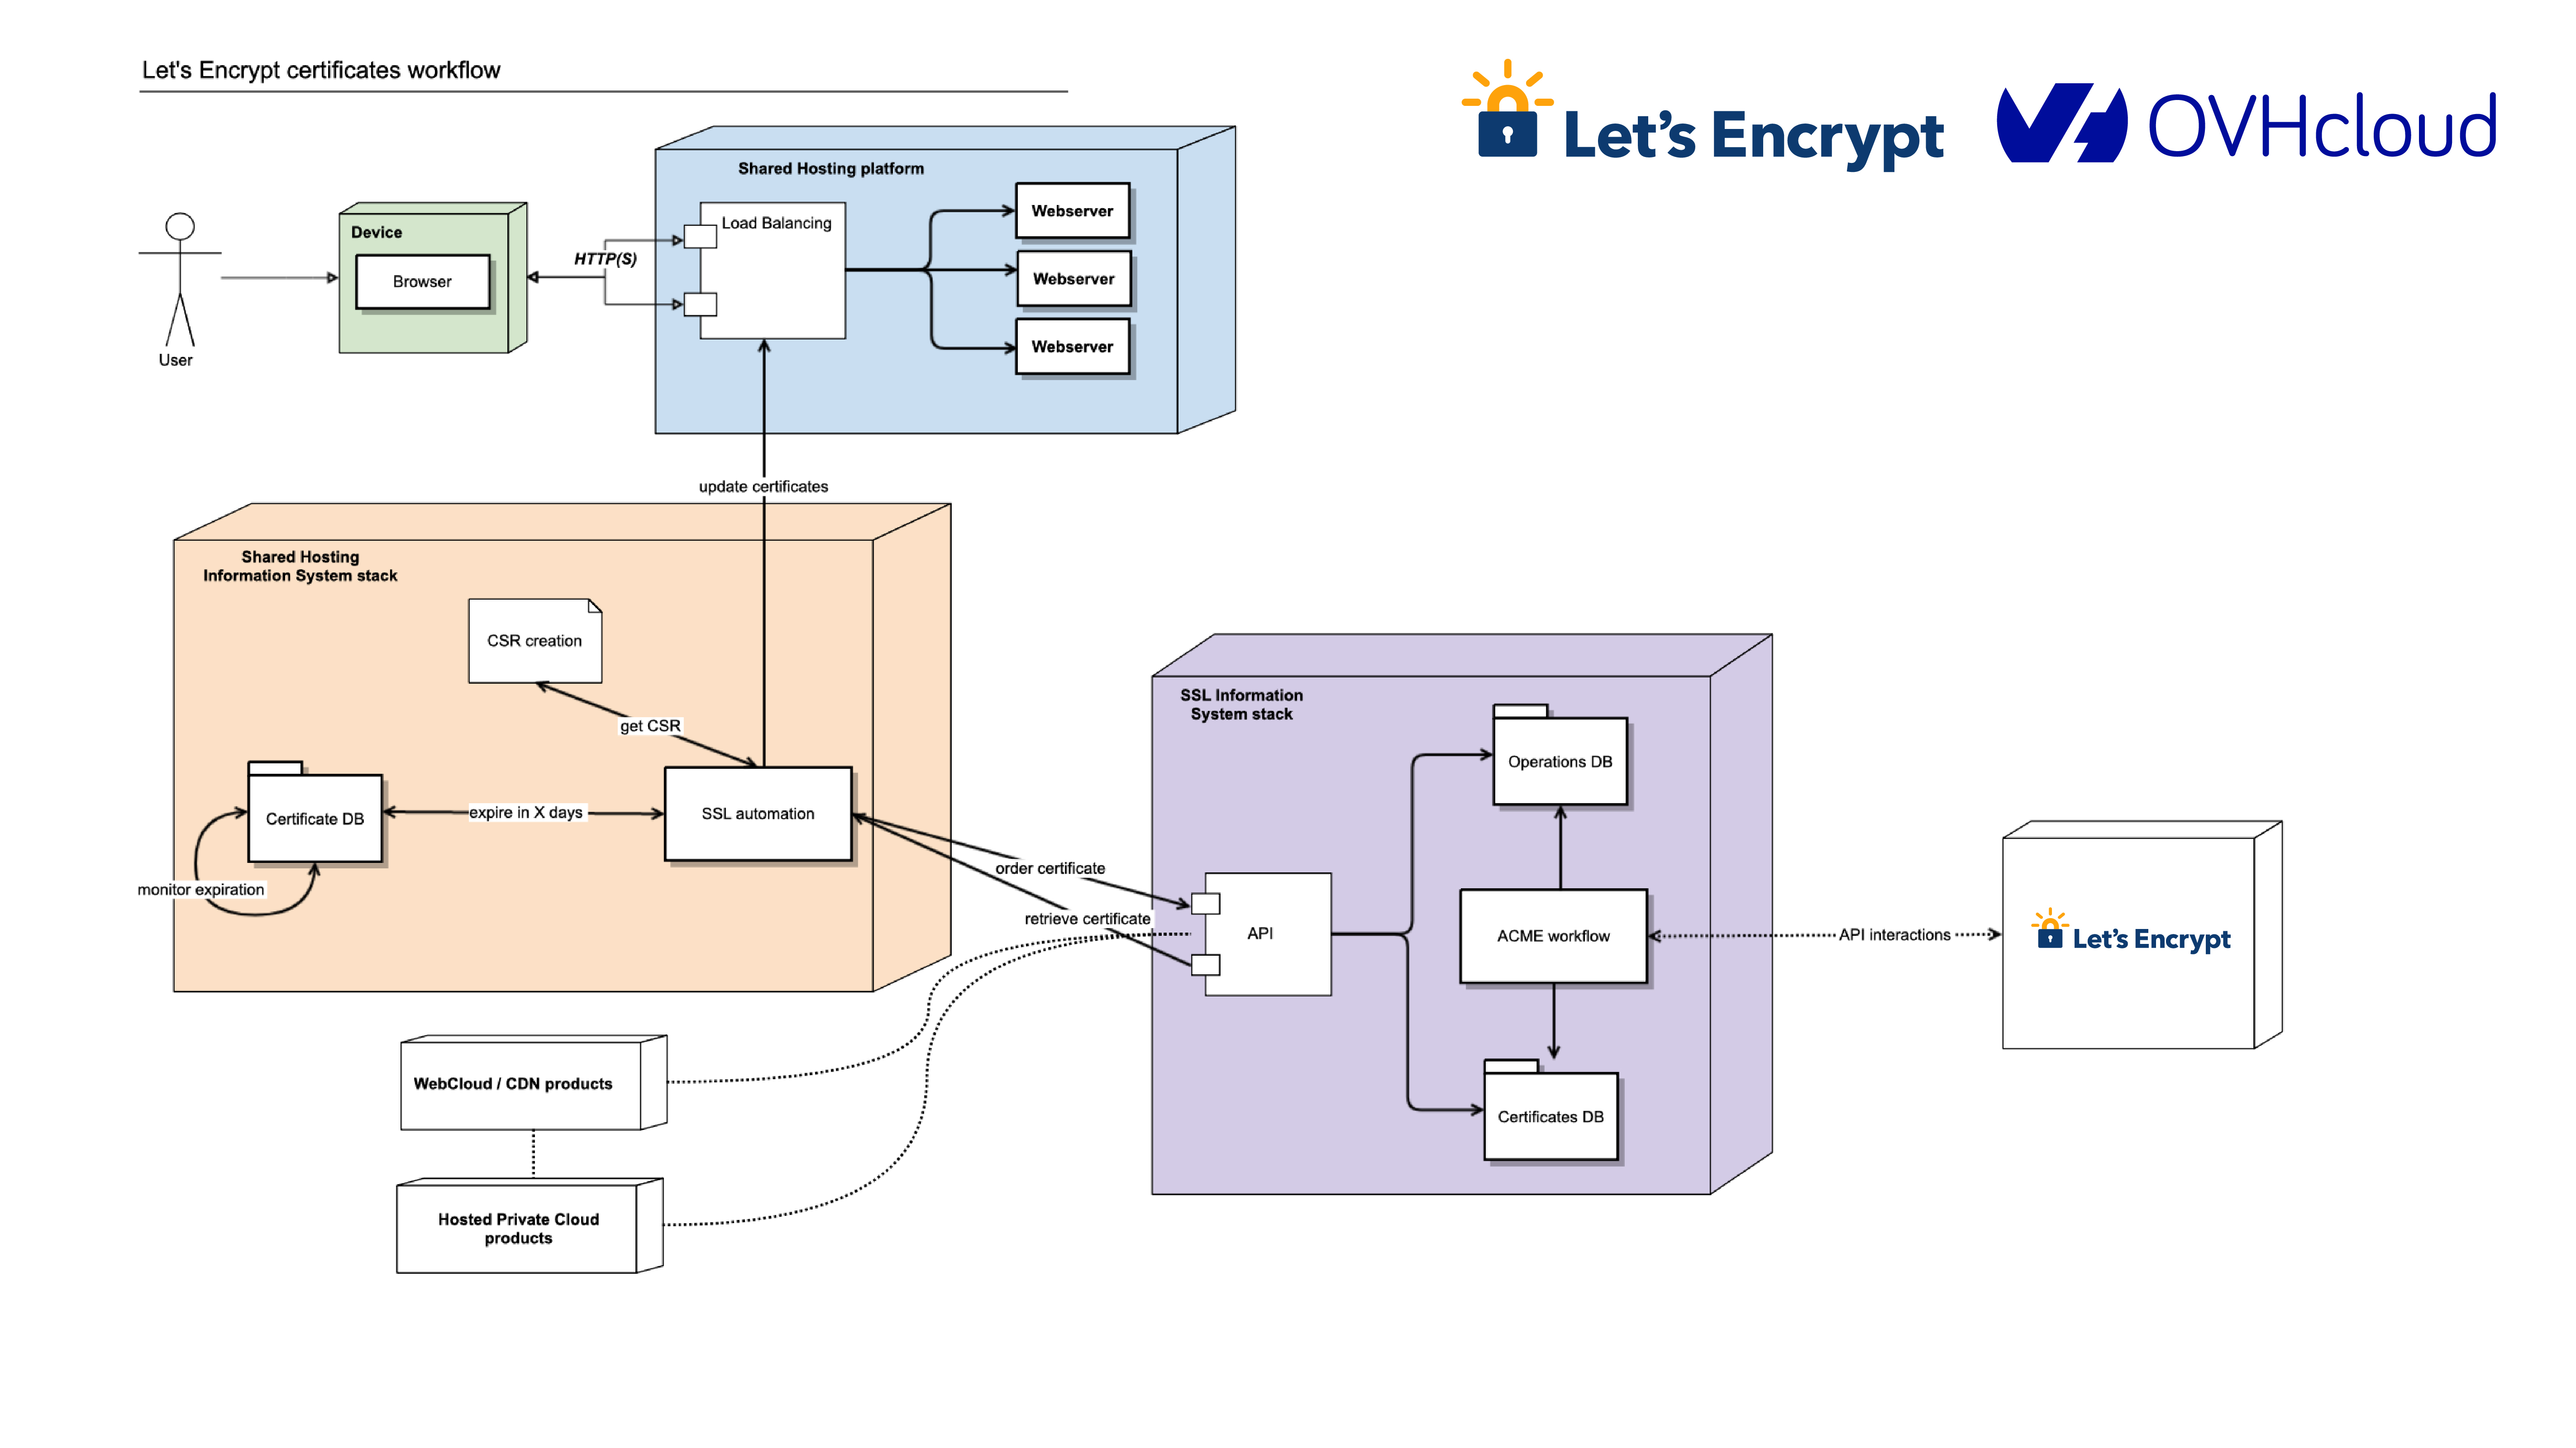 Let's Encrypt certificates workflow
Let's Encrypt
OVHcloud
Shared Hosting platform
Load Balancing
Webserver
Webserver
Webserver
Device
Browser
HTTP(S)
User
update certificates
Shared Hosting
Information System stack
CSR creation
get CSR
Certificate DB
expire in X days
SSL automation
monitor expiration
order certificate
retrieve certificate
SSL Information
System stack
Operations DB
API
ACME workflow
API interactions
Let's Encrypt
Certificates DB
WebCloud / CDN products
Hosted Private Cloud
products